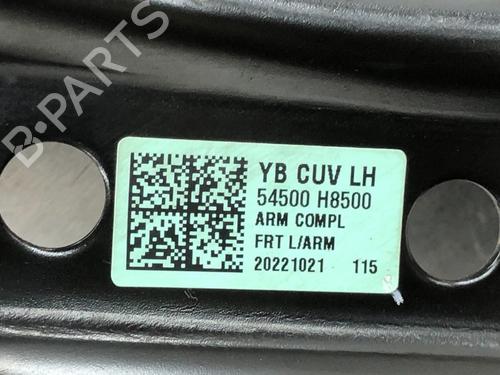 B-PARTS
YB CUV LH
54500 H8500
ARM COMPL
FRT L/ARM
20221021 115